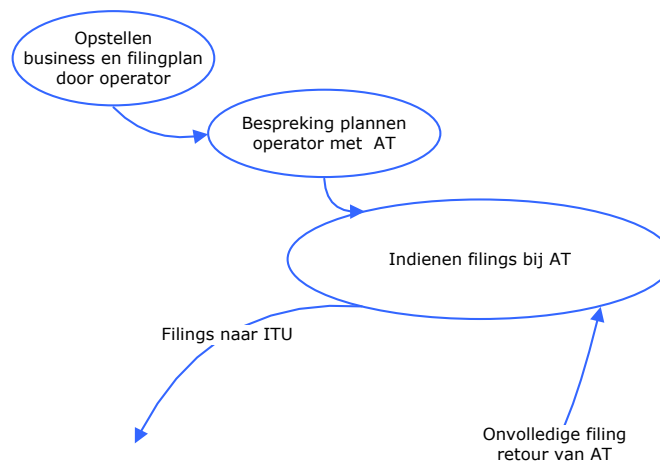 Opstellen
business en filingplan
door operator
Bespreking plannen
operator met AT
Indienen filings bij AT
Filings naar ITU
Onvolledige filing
retour van AT